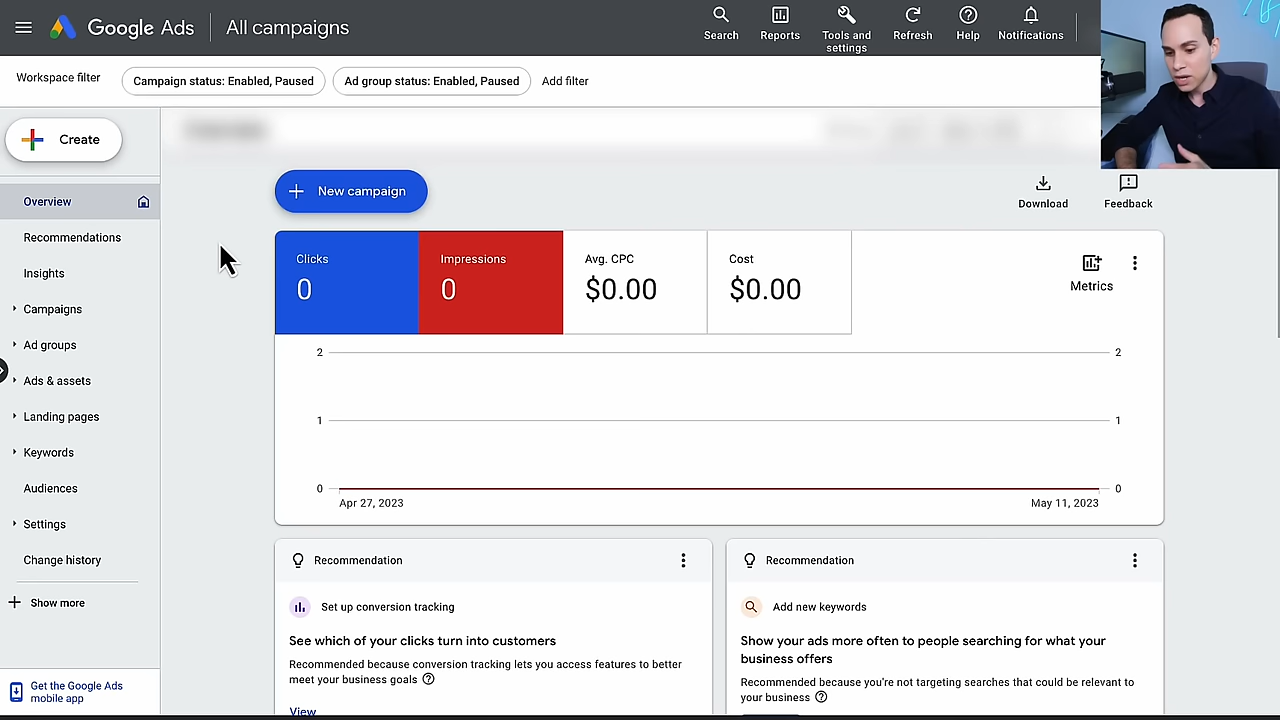 Google Ads
All campaigns
Search
Reports
Tools and
settings
Refresh
Help
Notifications
Workspace filter
Campaign status: Enabled, Paused
Ad group status: Enabled, Paused
Add filter
Create
Overview
Recommendations
Insights
Campaigns
Ad groups
Ads & assets
Landing pages
Keywords
Audiences
Settings
Change history
Show more
Get the Google Ads
mobile app
New campaign
Download
Feedback
Clicks
0
Impressions
0
Avg. CPC
$0.00
Cost
$0.00
Metrics
2
2
1
1
0
0
Apr 27, 2023
May 11, 2023
Recommendation
Set up conversion tracking
See which of your clicks turn into customers
Recommended because conversion tracking lets you access features to better
meet your business goals
View
Recommendation
Add new keywords
Show your ads more often to people searching for what your
business offers
Recommended because you're not targeting searches that could be relevant to
your business